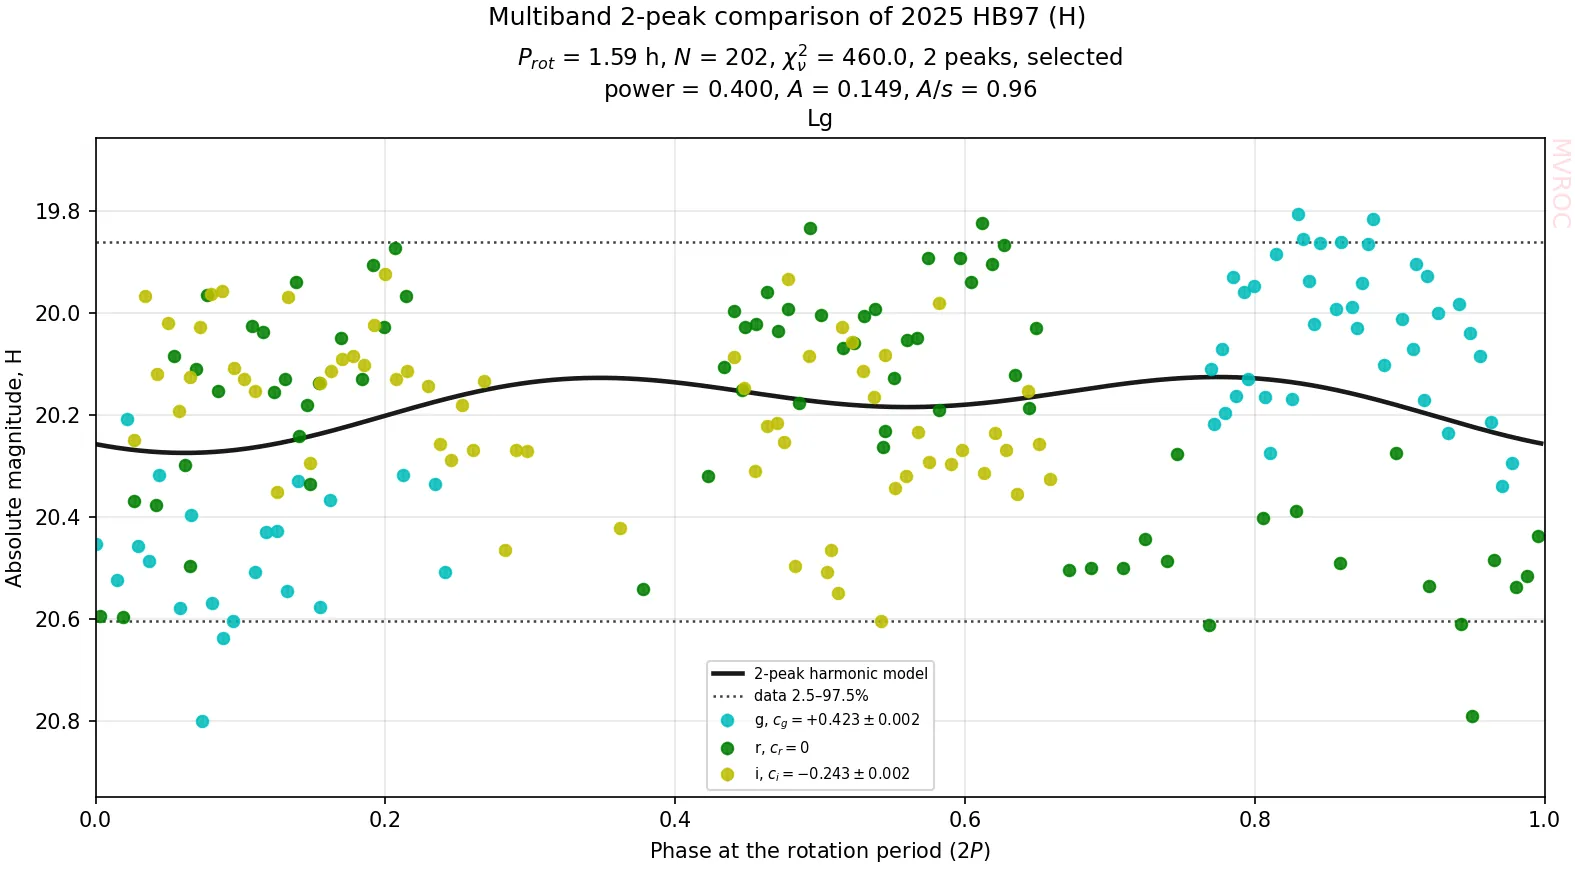 Multiband 2-peak comparison of 2025 HB97 (H)
P_rot = 1.59 h, N = 202, χ²_ν = 460.0, 2 peaks, selected
power = 0.400, A = 0.149, A/s = 0.96
Lg
MVROC
Absolute magnitude, H
19.8
20.0
20.2
20.4
20.6
20.8
2-peak harmonic model
data 2.5–97.5%
g, c_g = +0.423 ± 0.002
r, c_r = 0
i, c_i = −0.243 ± 0.002
0.0 0.2 0.4 0.6 0.8 1.0
Phase at the rotation period (2P)